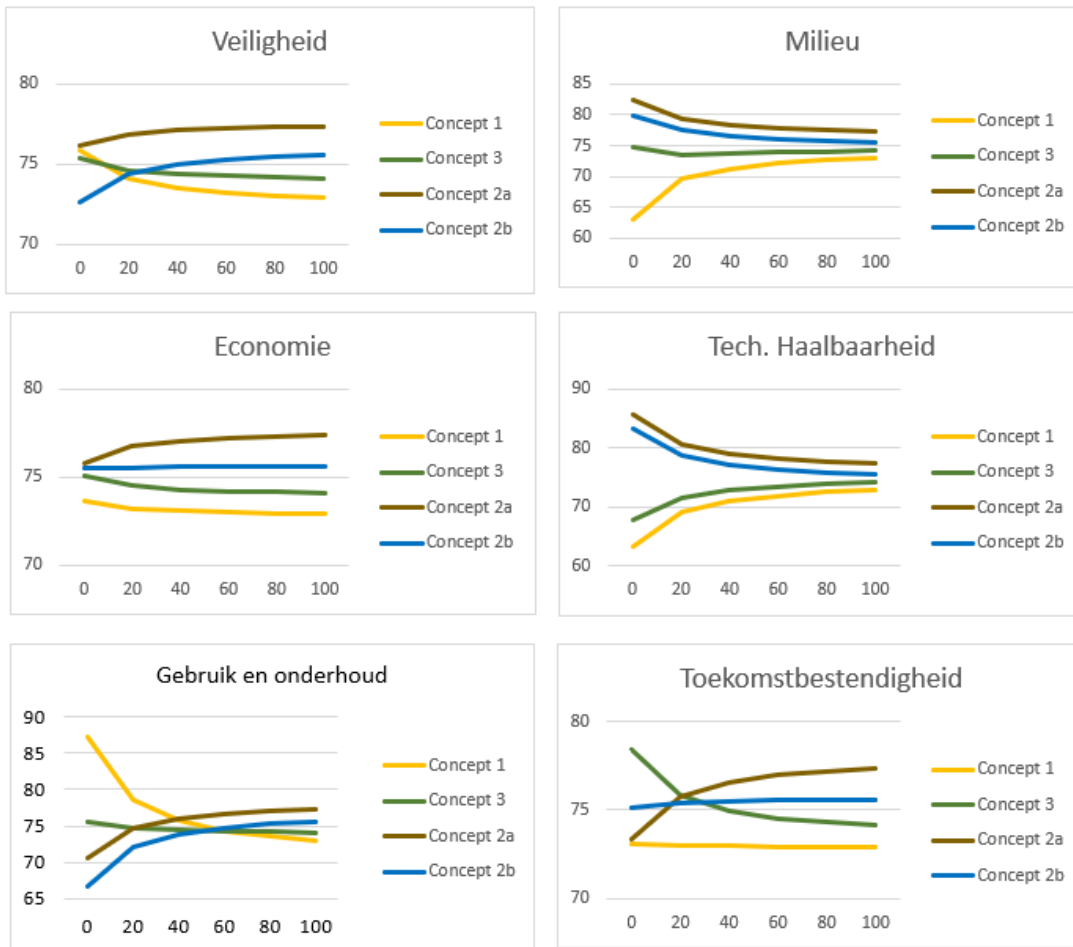 Veiligheid
80
75
70
0 20 40 60 80 100
Concept 1
Concept 3
Concept 2a
Concept 2b
Milieu
85
80
75
70
65
60
0 20 40 60 80 100
Concept 1
Concept 3
Concept 2a
Concept 2b
Economie
80
75
70
0 20 40 60 80 100
Concept 1
Concept 3
Concept 2a
Concept 2b
Tech. Haalbaarheid
90
80
70
60
0 20 40 60 80 100
Concept 1
Concept 3
Concept 2a
Concept 2b
Gebruik en onderhoud
90
85
80
75
70
65
0 20 40 60 80 100
Concept 1
Concept 3
Concept 2a
Concept 2b
Toekomstbestendigheid
80
75
70
0 20 40 60 80 100
Concept 1
Concept 3
Concept 2a
Concept 2b